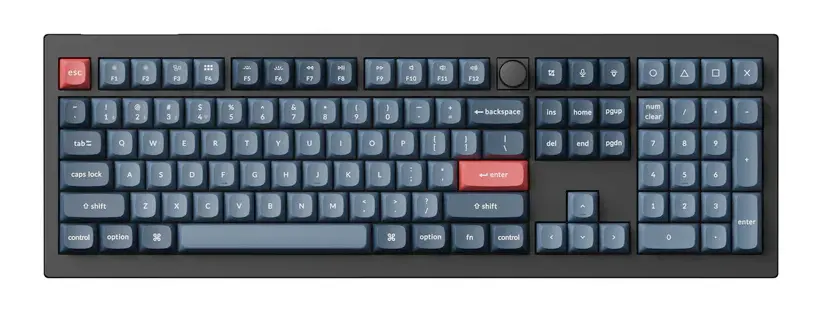 esc F1 F2 F3 F4 F5 F6 F7 F8 F9 F10 F11 F12
~ ! @ # $ % ^ & * ( ) — + backspace ins home pgup num clear / * –
` 1 2 3 4 5 6 7 8 9 0 - =
tab Q W E R T Y U I O P { } | del end pgdn 7 8 9 +
[ ] \
caps lock A S D F G H J K L : " enter 4 5 6
; '
shift Z X C V B N M < > ? shift 1 2 3 enter
, . /
control option ⌘ ⌘ option fn control 0 .